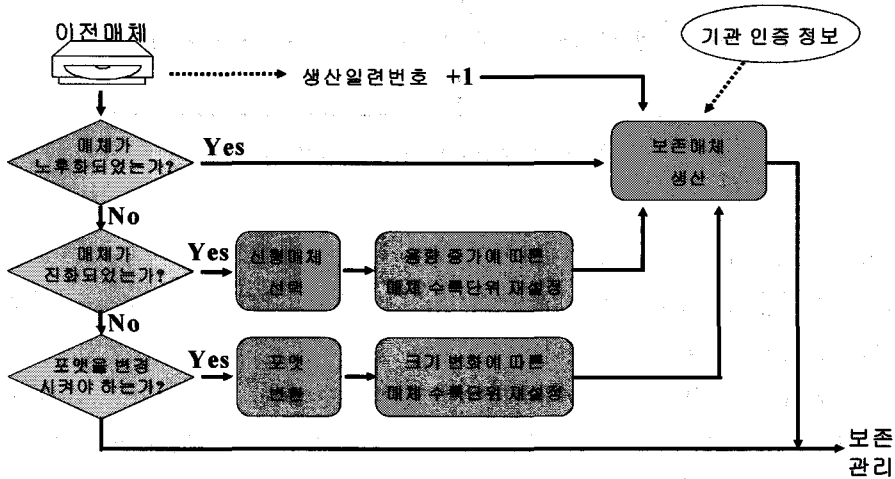 이전매체
기관 인증 정보
생산일련번호 +1
매체가
노후화되었는가?
Yes
보존매체
생산
No
매체가
진화되었는가?
Yes
신형매체
선택
용량 증가에 따른
매체 수록단위 재설정
No
포맷을 변경
시켜야 하는가?
Yes
포맷
변환
크기 변화에 따른
매체 수록단위 재설정
보존
관리